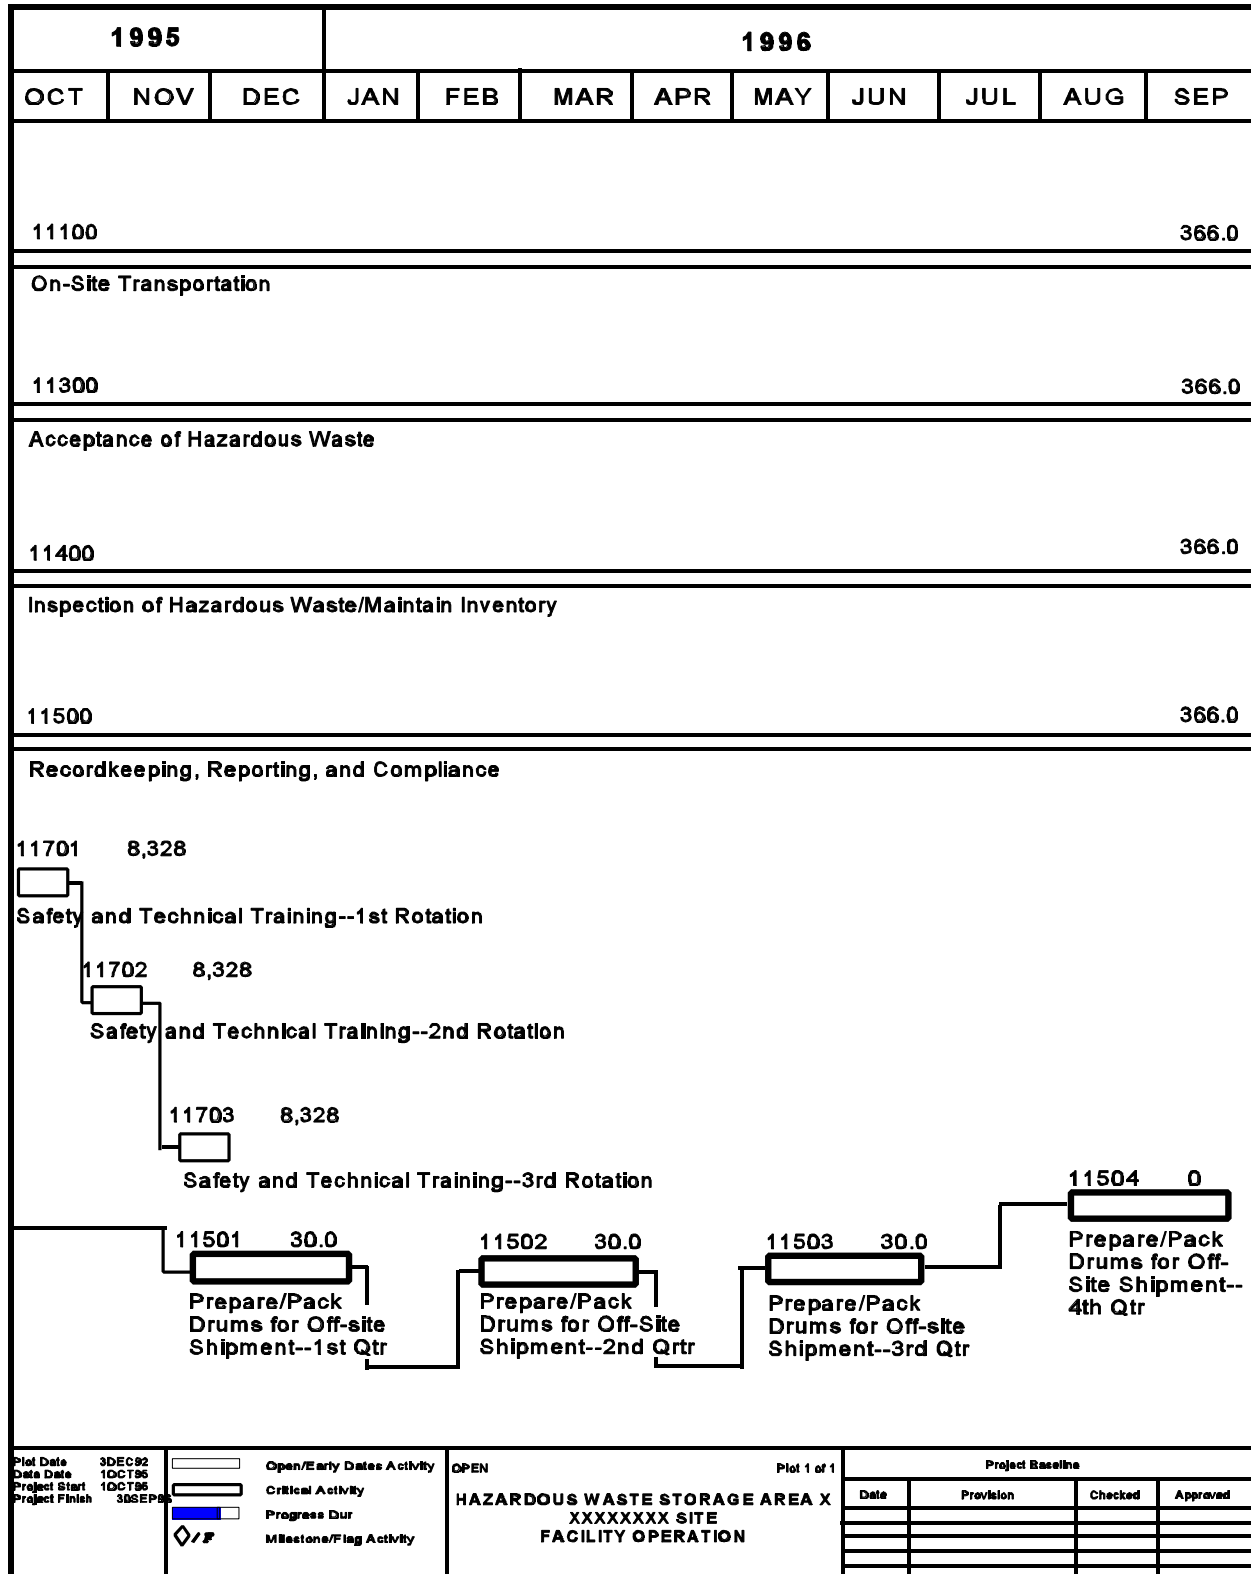 1995 1996
OCT NOV DEC JAN FEB MAR APR MAY JUN JUL AUG SEP
11100 366.0
On-Site Transportation
11300 366.0
Acceptance of Hazardous Waste
11400 366.0
Inspection of Hazardous Waste/Maintain Inventory
11500 366.0
Recordkeeping, Reporting, and Compliance
11701 8,328
Safety and Technical Training--1st Rotation
11702 8,328
Safety and Technical Training--2nd Rotation
11703 8,328
Safety and Technical Training--3rd Rotation
11501 30.0
Prepare/Pack
Drums for Off-site
Shipment--1st Qtr
11502 30.0
Prepare/Pack
Drums for Off-Site
Shipment--2nd Qrtr
11503 30.0
Prepare/Pack
Drums for Off-site
Shipment--3rd Qtr
11504 0
Prepare/Pack
Drums for Off-
Site Shipment--
4th Qtr
Plot Date 3DEC92
Data Date 1OCT95
Project Start 1OCT95
Project Finish 30SEP96
Open/Early Dates Activity
Critical Activity
Progress Dur
/ F Milestone/Flag Activity
OPEN Plot 1 of 1
HAZARDOUS WASTE STORAGE AREA X
XXXXXXXX SITE
FACILITY OPERATION
Project Baseline
Date Provision Checked Approved